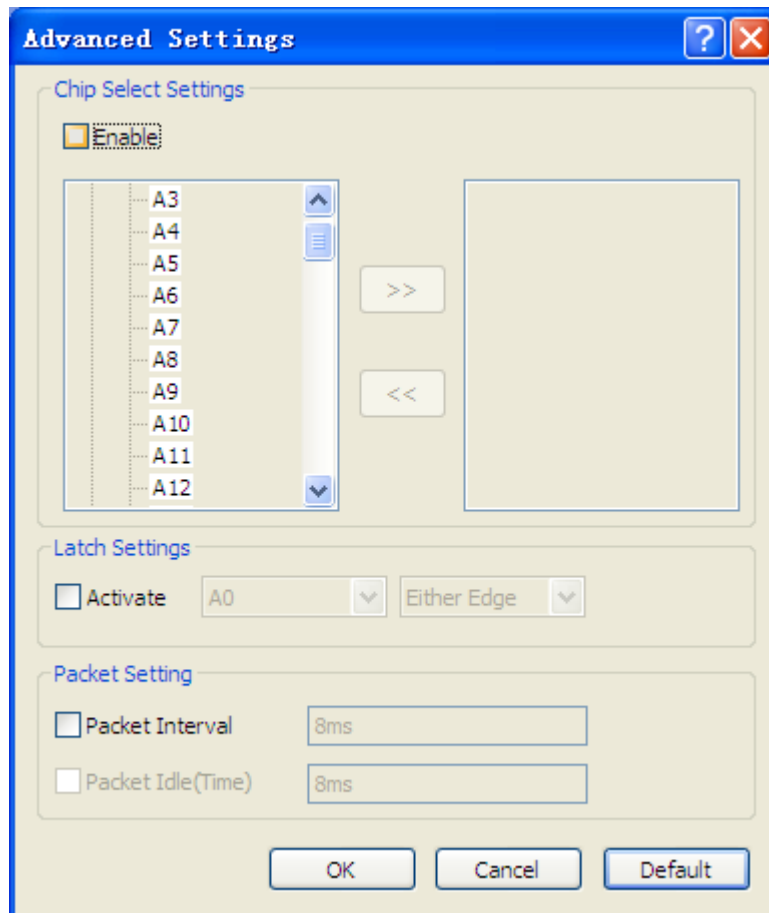 Advanced Settings
Chip Select Settings
Enable
A3
A4
A5
A6
A7
A8
A9
A10
A11
A12
>>
<<
Latch Settings
Activate A0 Either Edge
Packet Setting
Packet Interval 8ms
Packet Idle(Time) 8ms
OK Cancel Default